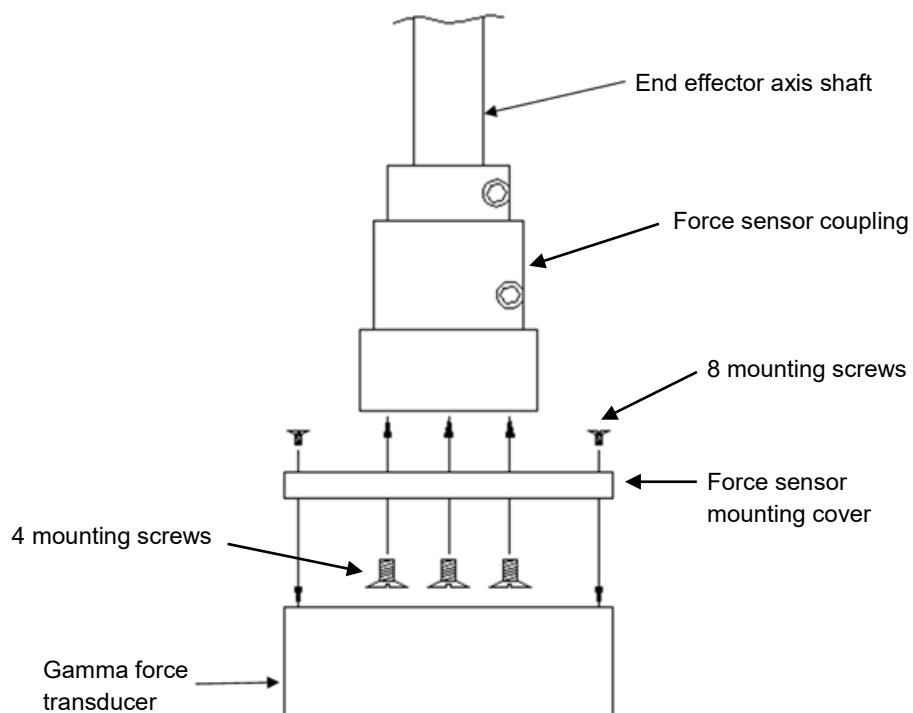 End effector axis shaft
Force sensor coupling
8 mounting screws
Force sensor
mounting cover
4 mounting screws
Gamma force
transducer